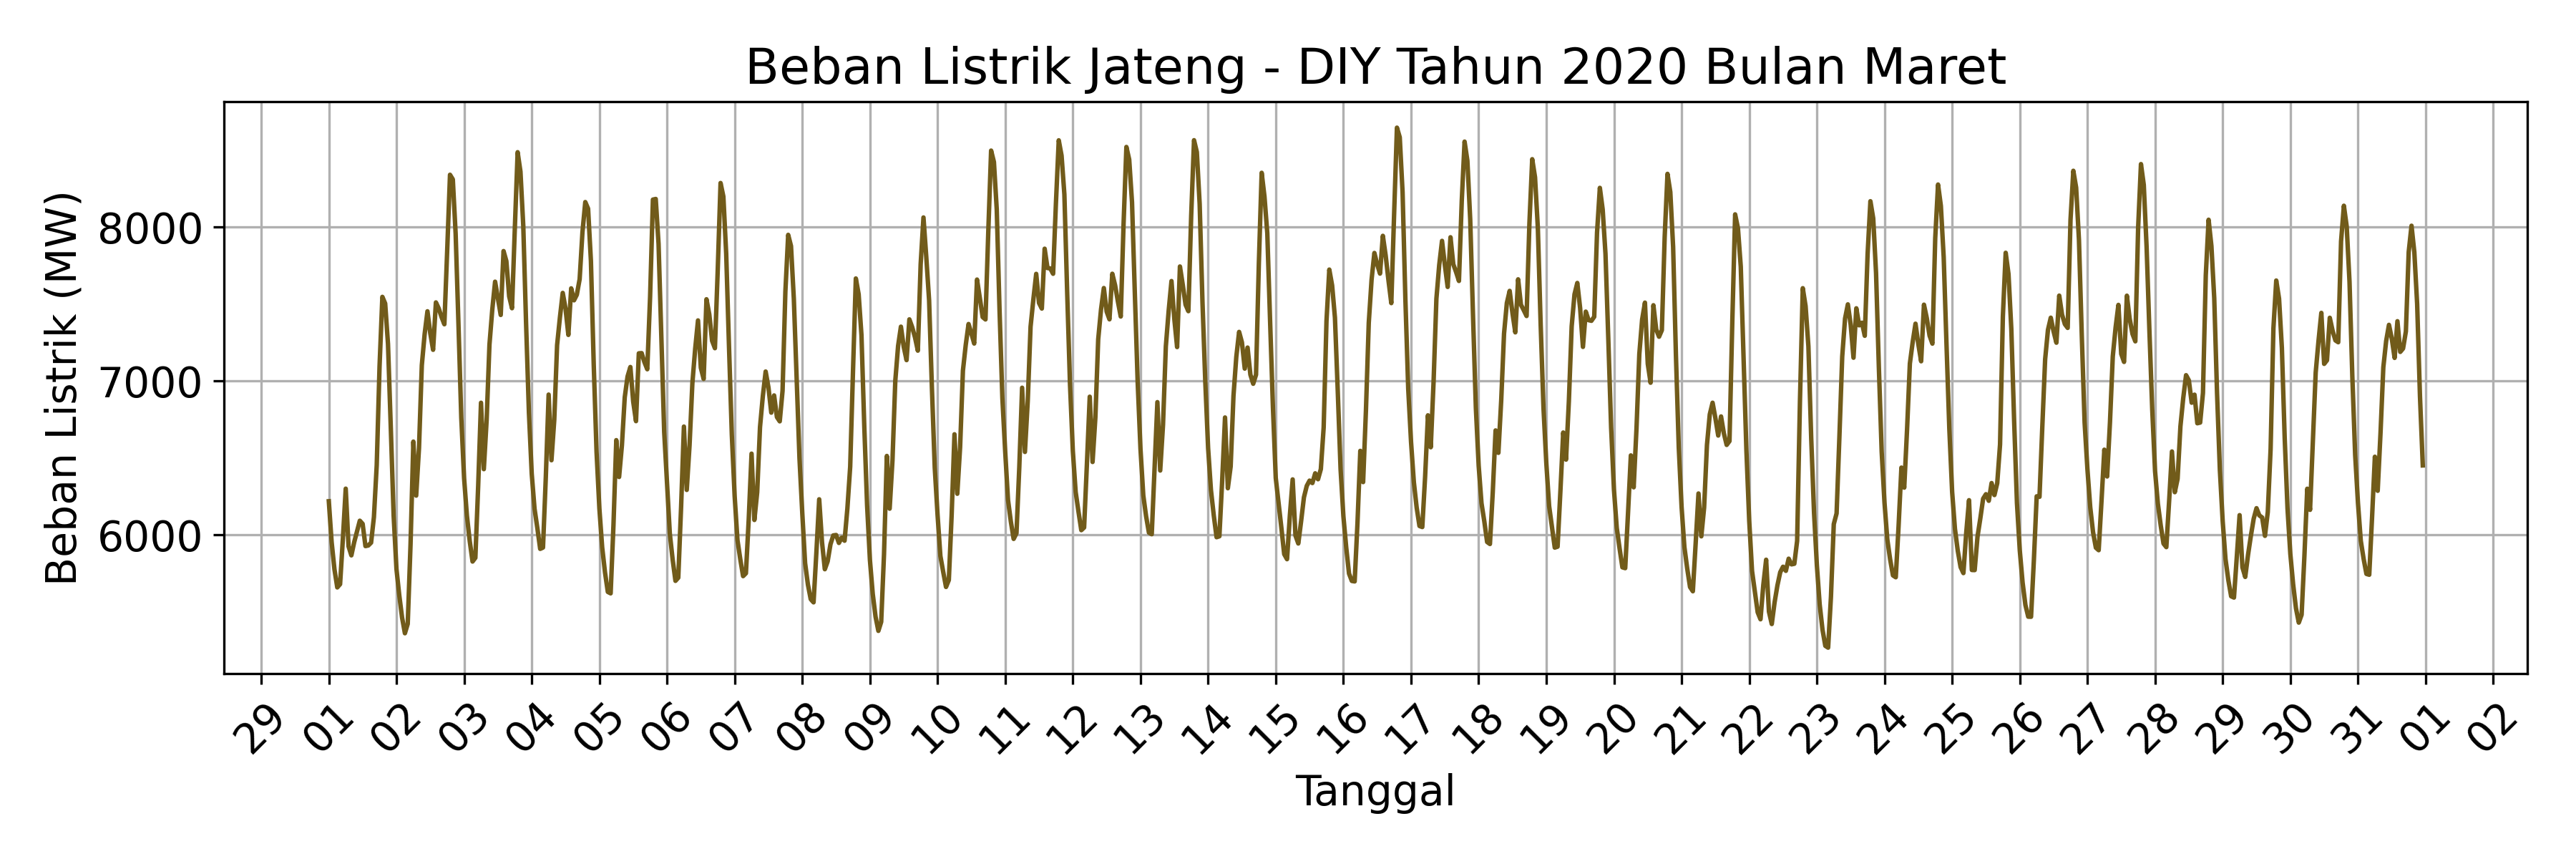 Beban Listrik Jateng - DIY Tahun 2020 Bulan Maret
Beban Listrik (MW)
8000
7000
6000
29 01 02 03 04 05 06 07 08 09 10 11 12 13 14 15 16 17 18 19 20 21 22 23 24 25 26 27 28 29 30 31 01 02
Tanggal